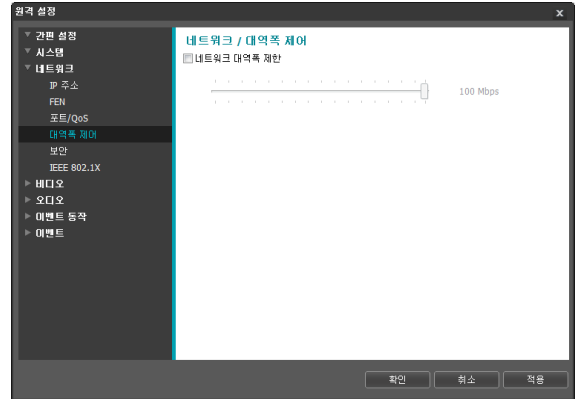 원격 설정
x
간편 설정
시스템
네트워크
IP 주소
FEN
포트/QoS
대역폭 제어
보안
IEEE 802.1X
비디오
오디오
이벤트 동작
이벤트
네트워크 / 대역폭 제어
네트워크 대역폭 제한
100 Mbps
확인
취소
적용